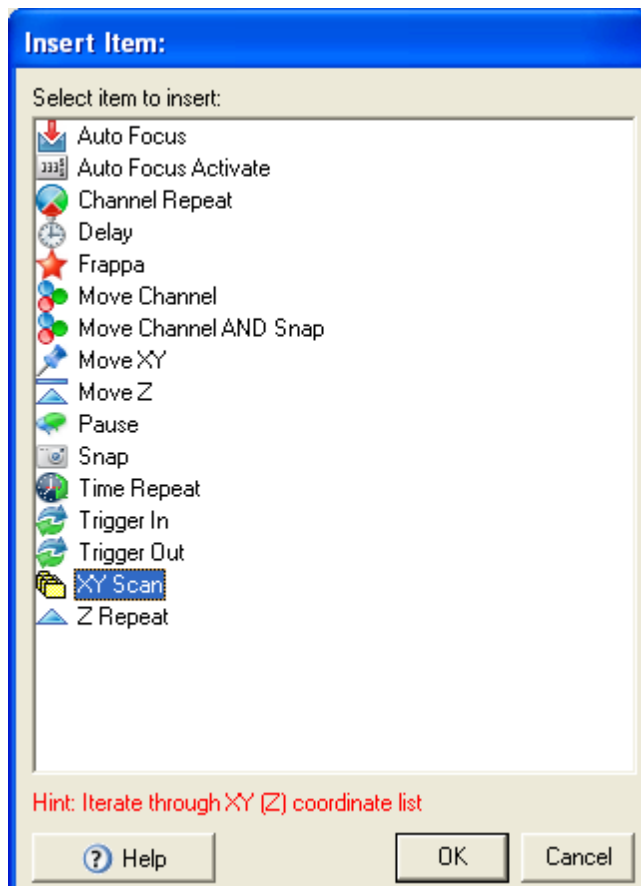 Insert Item:
Select item to insert:
Auto Focus
Auto Focus Activate
Channel Repeat
Delay
Frappa
Move Channel
Move Channel AND Snap
Move XY
Move Z
Pause
Snap
Time Repeat
Trigger In
Trigger Out
XY Scan
Z Repeat
Hint: Iterate through XY (Z) coordinate list
? Help OK Cancel